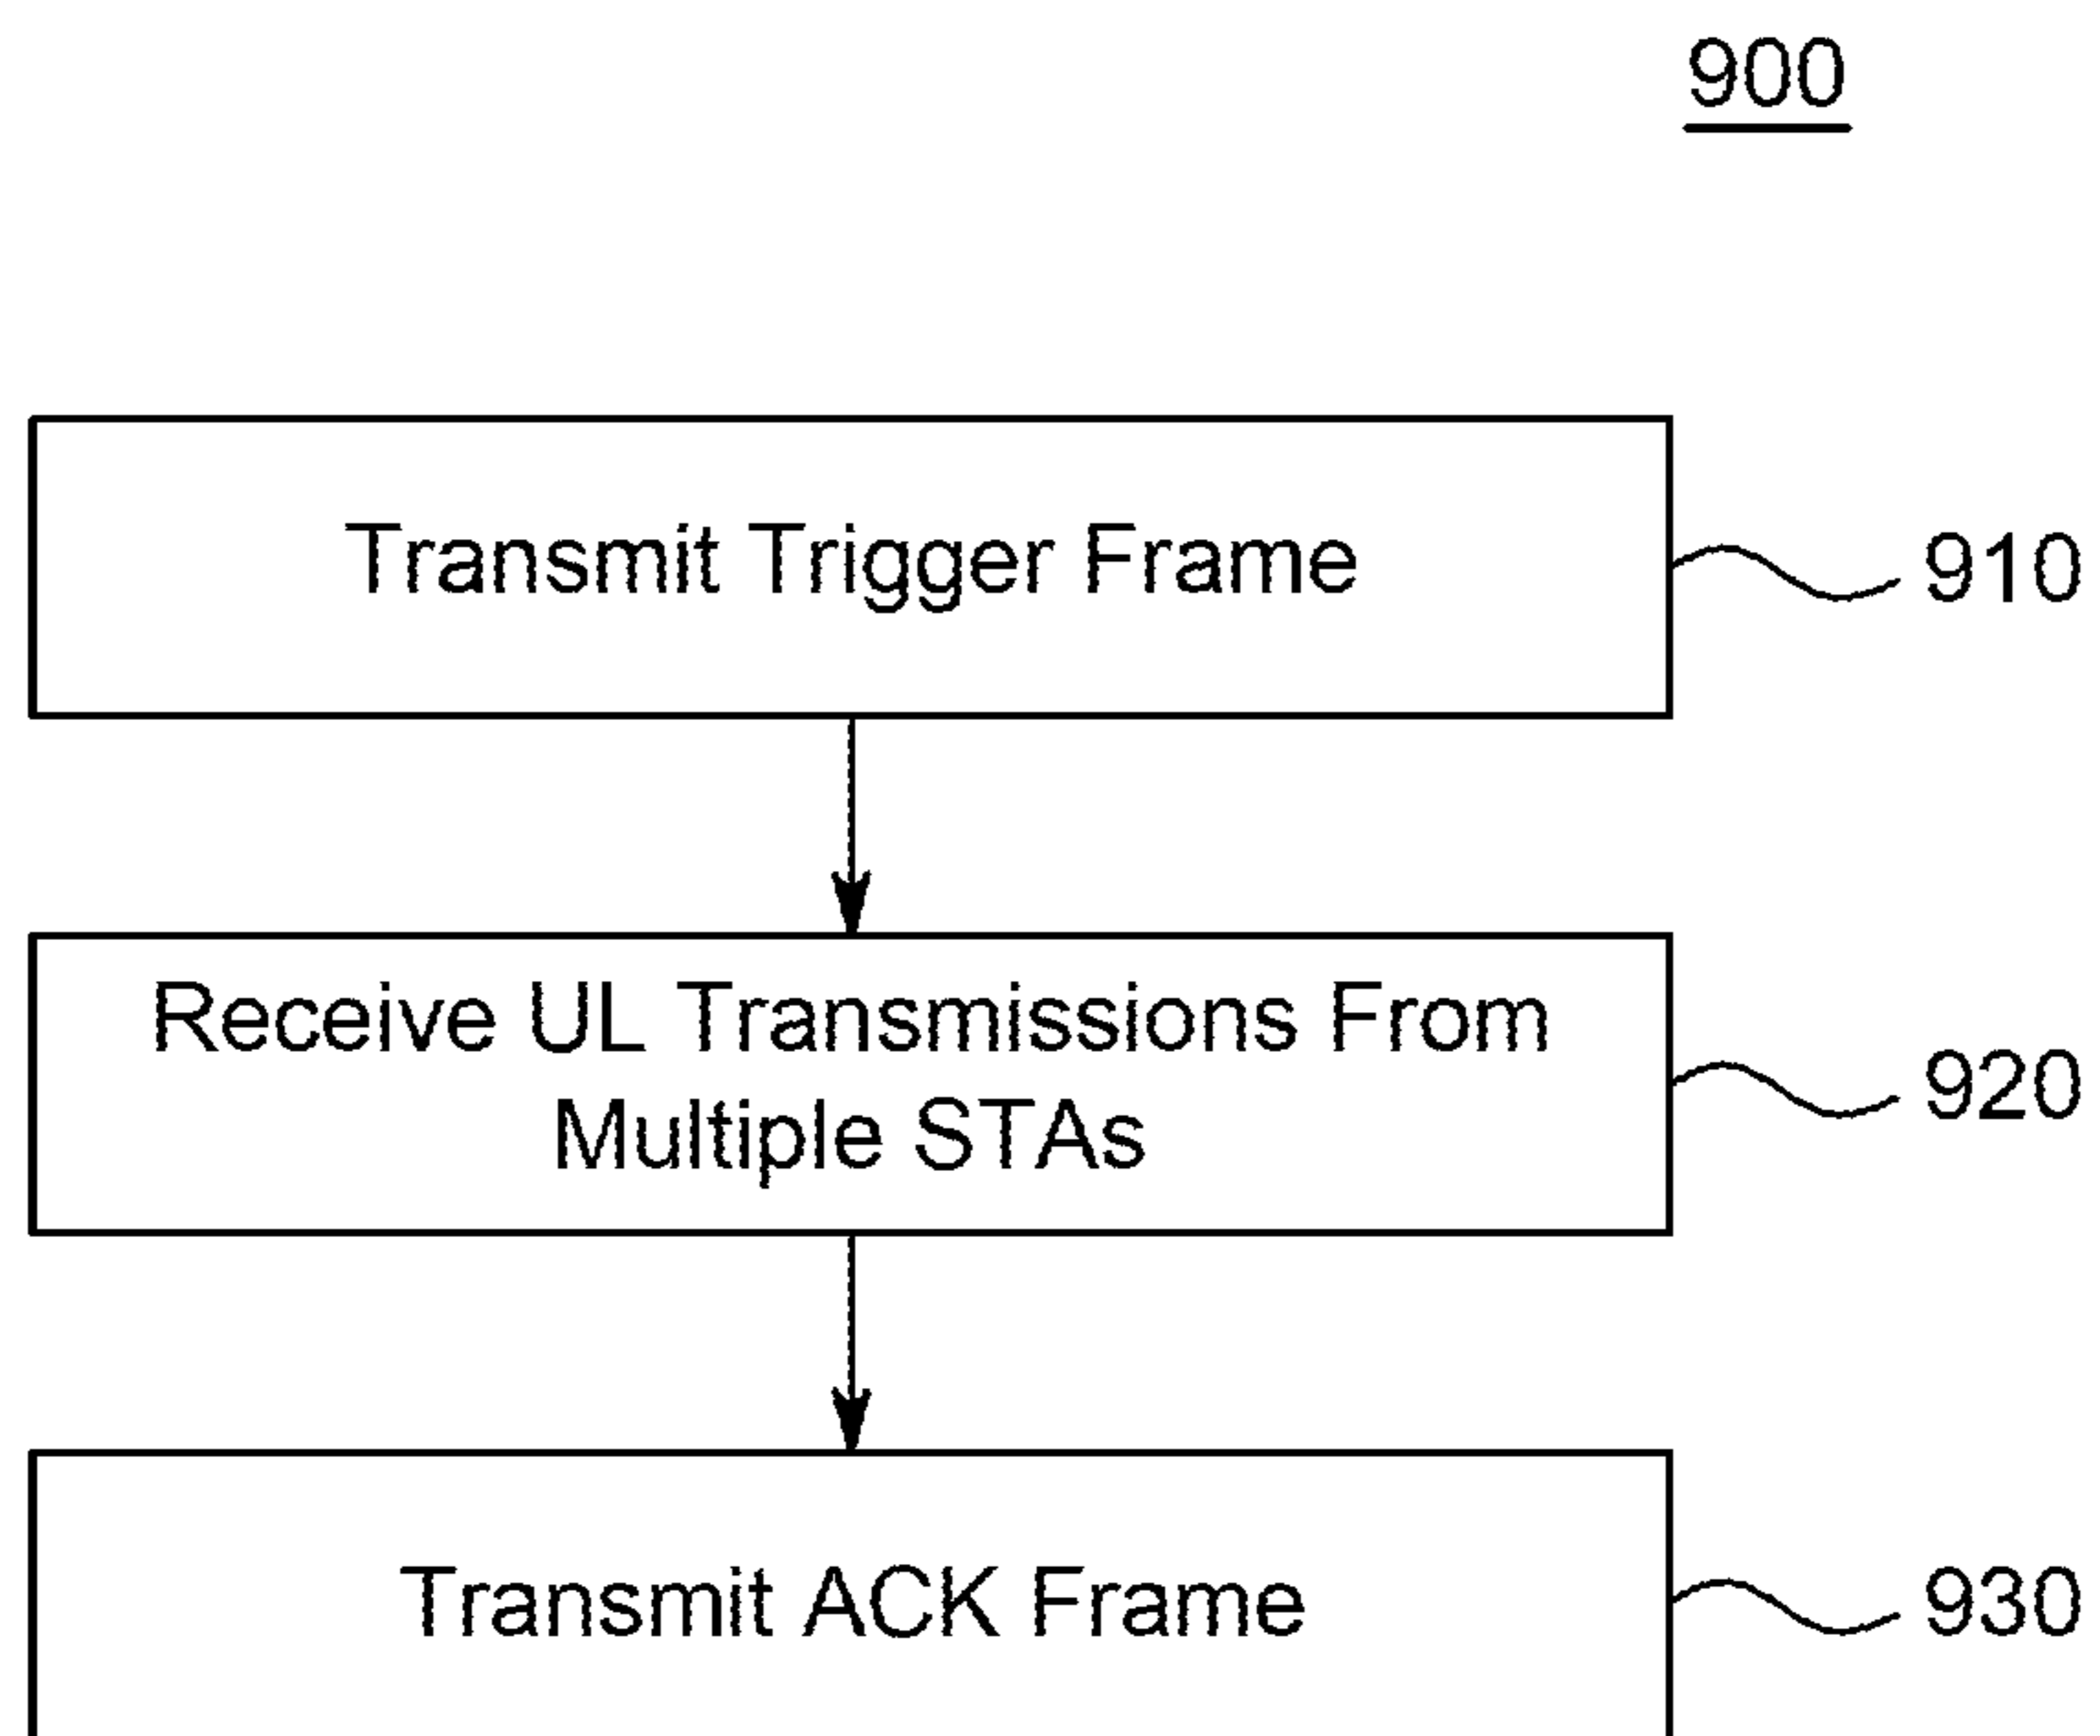 900
Transmit Trigger Frame
910
Receive UL Transmissions From
Multiple STAs
920
Transmit ACK Frame
930